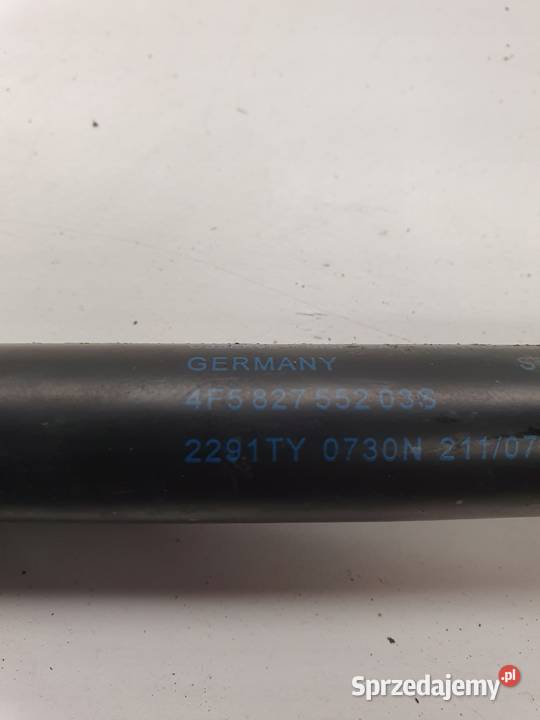 GERMANY
4F5 827 552 03S
2291TY 0730N 211/07
Sprzedajemy.pl